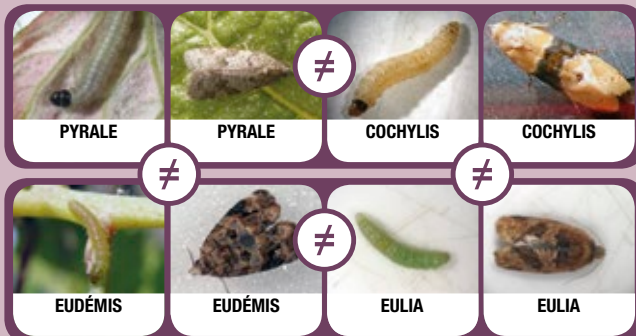 PYRALE
PYRALE
≠
COCHYLIS
COCHYLIS
≠
≠
EUDÉMIS
EUDÉMIS
≠
EULIA
EULIA